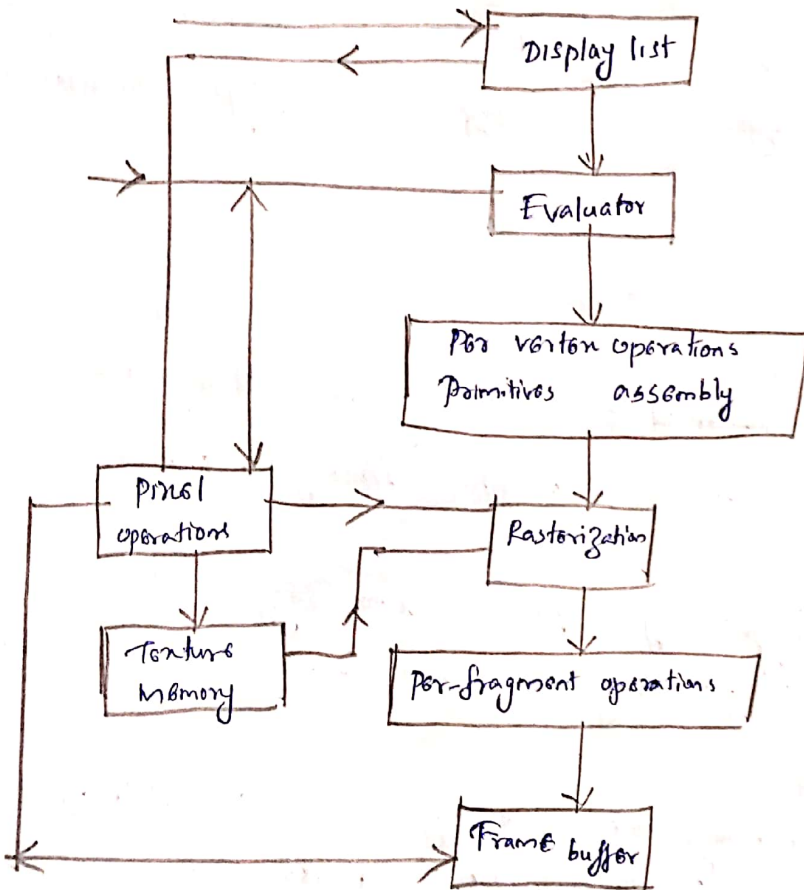 Display list
Evaluator
Per vertex operations
Primitives assembly
Pixel
operations
Rasterization
Texture
memory
Per-fragment operations.
Frame buffer